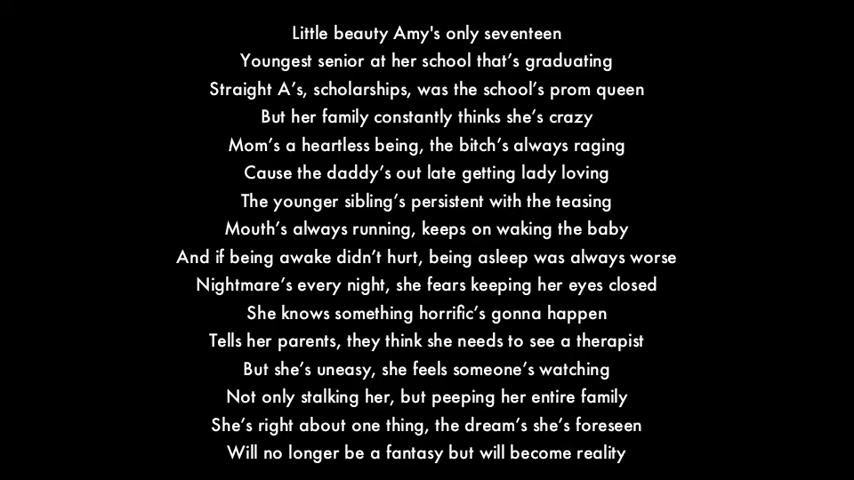 Little beauty Amy's only seventeen
Youngest senior at her school that's graduating
Straight A's, scholarships, was the school's prom queen
But her family constantly thinks she's crazy
Mom's a heartless being, the bitch's always raging
Cause the daddy's out late getting lady loving
The younger sibling's persistent with the teasing
Mouth's always running, keeps on waking the baby
And if being awake didn't hurt, being asleep was always worse
Nightmare's every night, she fears keeping her eyes closed
She knows something horrific's gonna happen
Tells her parents, they think she needs to see a therapist
But she's uneasy, she feels someone's watching
Not only stalking her, but peeping her entire family
She's right about one thing, the dream's she's foreseen
Will no longer be a fantasy but will become reality